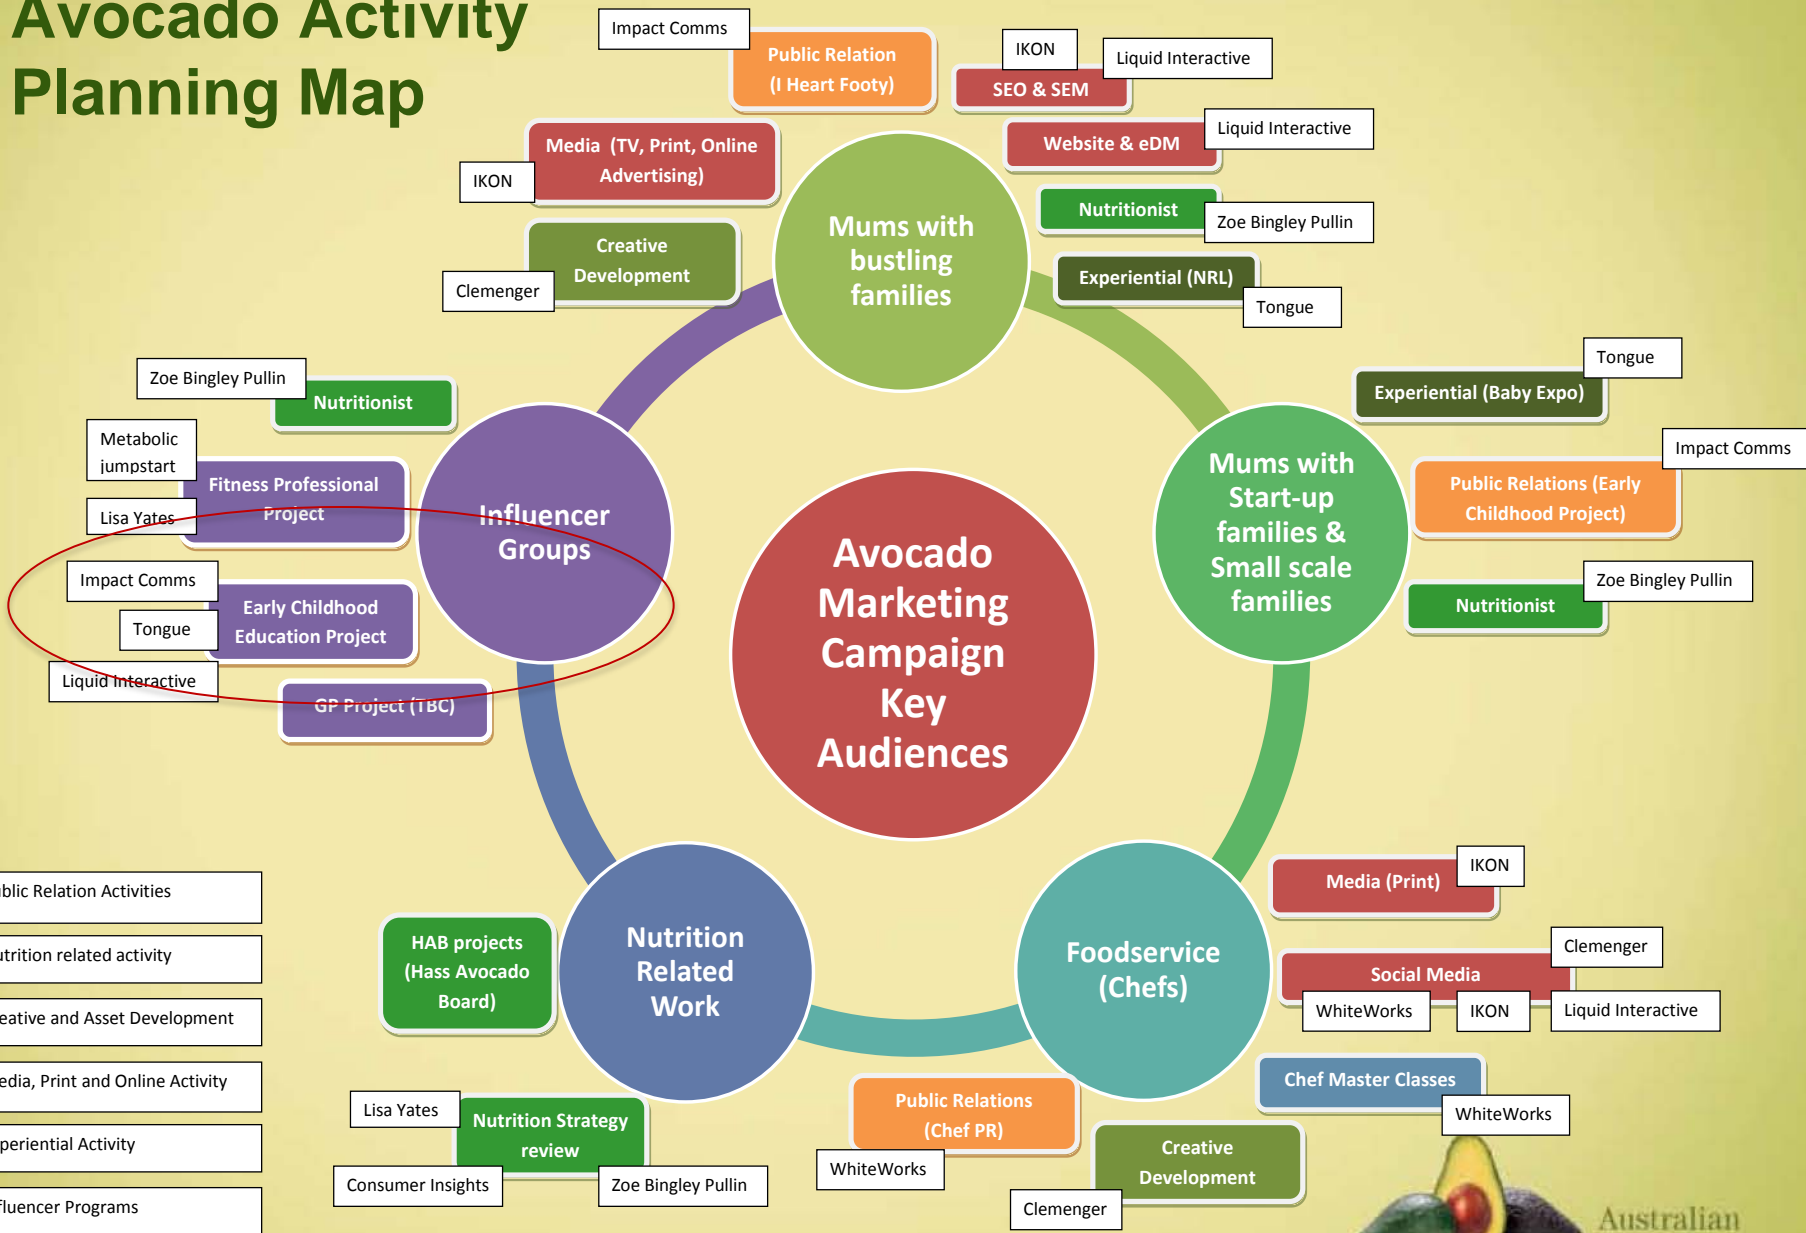 Avocado Activity
Planning Map
Impact Comms
Public Relation
(I Heart Footy)
IKON
Liquid Interactive
SEO & SEM
Media (TV, Print, Online
Advertising)
IKON
Liquid Interactive
Website & eDM
Nutritionist
Zoe Bingley Pullin
Creative
Development
Clemenger
Experiential (NRL)
Tongue
Mums with
bustling
families
Zoe Bingley Pullin
Nutritionist
Metabolic
jumpstart
Fitness Professional
Project
Lisa Yates
Influencer
Groups
Impact Comms
Early Childhood
Education Project
Tongue
Liquid Interactive
GP Project (TBC)
Tongue
Experiential (Baby Expo)
Impact Comms
Public Relations (Early
Childhood Project)
Zoe Bingley Pullin
Nutritionist
Mums with
Start-up
families &
Small scale
families
Avocado
Marketing
Campaign
Key
Audiences
IKON
Media (Print)
Clemenger
Social Media
WhiteWorks
IKON
Liquid Interactive
Chef Master Classes
WhiteWorks
Foodservice
(Chefs)
Public Relations
(Chef PR)
WhiteWorks
Creative
Development
Clemenger
Nutrition
Related
Work
HAB projects
(Hass Avocado
Board)
Lisa Yates
Nutrition Strategy
review
Consumer Insights
Zoe Bingley Pullin
ublic Relation Activities
utrition related activity
eative and Asset Development
edia, Print and Online Activity
periential Activity
fluencer Programs
Australian